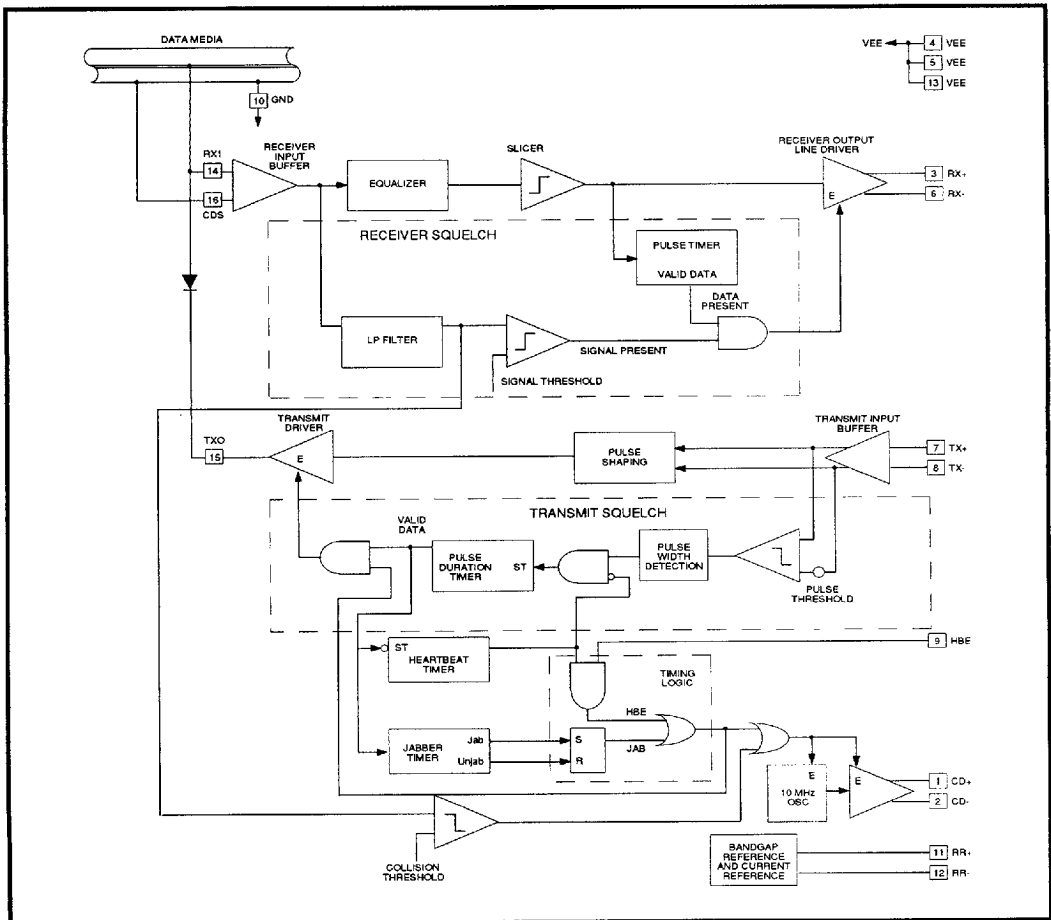 DATA MEDIA
VEE
4 VEE
5 VEE
13 VEE
10 GND
RECEIVER
INPUT
BUFFER
RX1
14
16
CDS
EQUALIZER
SLICER
RECEIVER OUTPUT
LINE DRIVER
E
3 RX+
6 RX-
RECEIVER SQUELCH
PULSE TIMER
VALID DATA
DATA
PRESENT
LP FILTER
SIGNAL PRESENT
SIGNAL THRESHOLD
TRANSMIT
DRIVER
TXO
15
E
PULSE
SHAPING
TRANSMIT INPUT
BUFFER
7 TX+
8 TX-
TRANSMIT SQUELCH
VALID
DATA
PULSE
DURATION
TIMER
ST
PULSE
WIDTH
DETECTION
PULSE
THRESHOLD
ST
HEARTBEAT
TIMER
9 HBE
TIMING
LOGIC
HBE
JAB
JABBER
TIMER
Jab
Unjab
S
R
E
10 MHz
OSC
E
1 CD+
2 CD-
COLLISION
THRESHOLD
BANDGAP
REFERENCE
AND CURRENT
REFERENCE
11 RR+
12 RR-